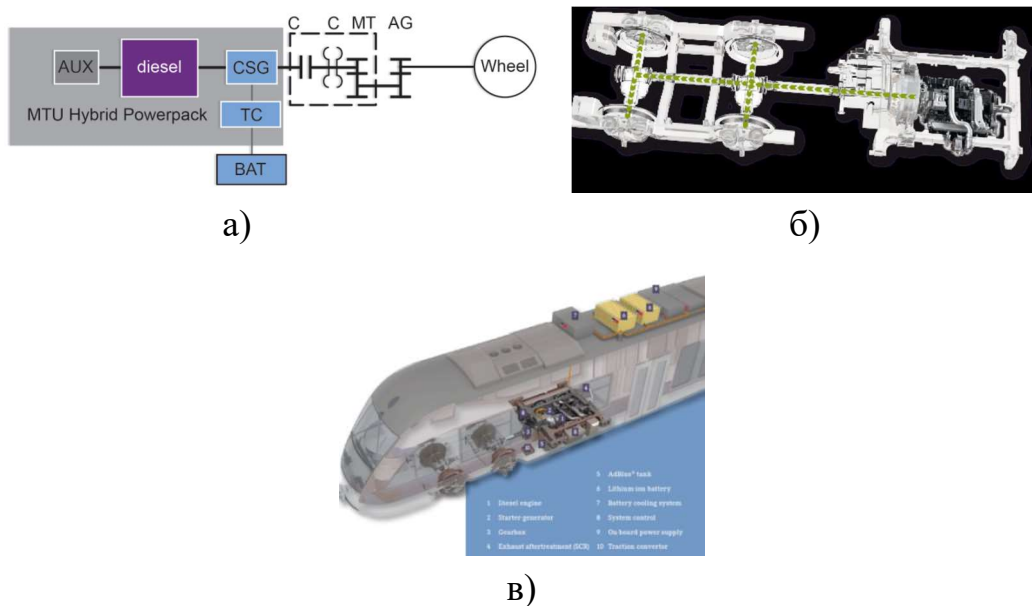 C C MT AG
AUX diesel CSG Wheel
MTU Hybrid Powerpack TC
BAT
а) б)
5 AdBlue® tank
6 Lithium ion battery
1 Diesel engine 7 Battery cooling system
2 Starter generator 8 System control
3 Gearbox 9 On board power supply
4 Exhaust aftertreatment (SCR) 10 Traction converter
в)